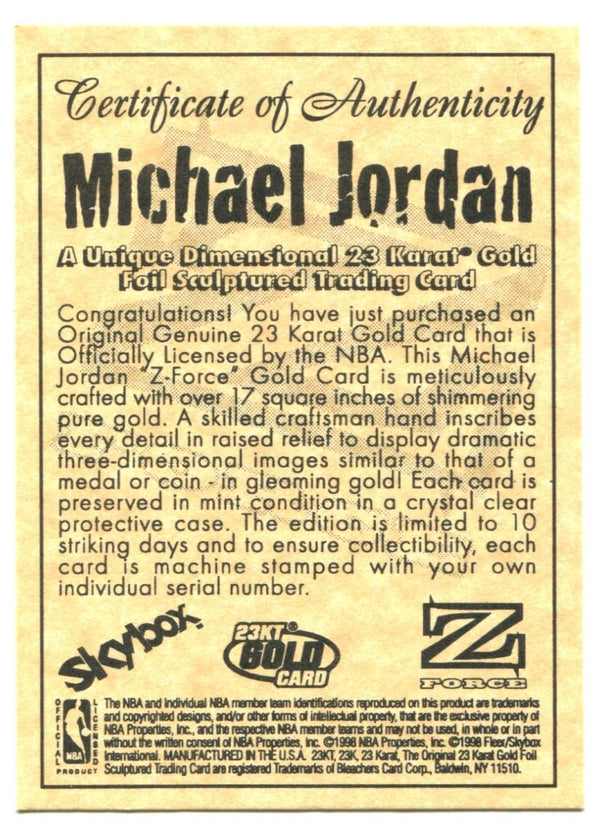 Certificate of Authenticity
Michael Jordan
A Unique Dimensional 23 Karat® Gold
Foil Sculptured Trading Card
Congratulations! You have just purchased an
Original Genuine 23 Karat Gold Card that is
Officially Licensed by the NBA. This Michael
Jordan "Z-Force" Gold Card is meticulously
crafted with over 17 square inches of shimmering
pure gold. A skilled craftsman hand inscribes
every detail in raised relief to display dramatic
three-dimensional images similar to that of a
medal or coin - in gleaming gold! Each card is
preserved in mint condition in a crystal clear
protective case. The edition is limited to 10
striking days and to ensure collectibility, each
card is machine stamped with your own
individual serial number.
Skybox
23KT®
GOLD
CARD
Z
FORCE
OFFICIAL
LICENSED
NBA
PRODUCT
The NBA and individual NBA member team identifications reproduced on this product are trademarks
and copyrighted designs, and/or other forms of intellectual property, that are the exclusive property of
NBA Properties, Inc., and the respective NBA member teams and may not be used, in whole or in part
without the written consent of NBA Properties, Inc. ©1998 NBA Properties, Inc. ©1998 Fleer/Skybox
International. MANUFACTURED IN THE U.S.A. 23KT, 23K, 23 Karat, The Original 23 Karat Gold Foil
Sculptured Trading Card are registered Trademarks of Bleachers Card Corp., Baldwin, NY 11510.